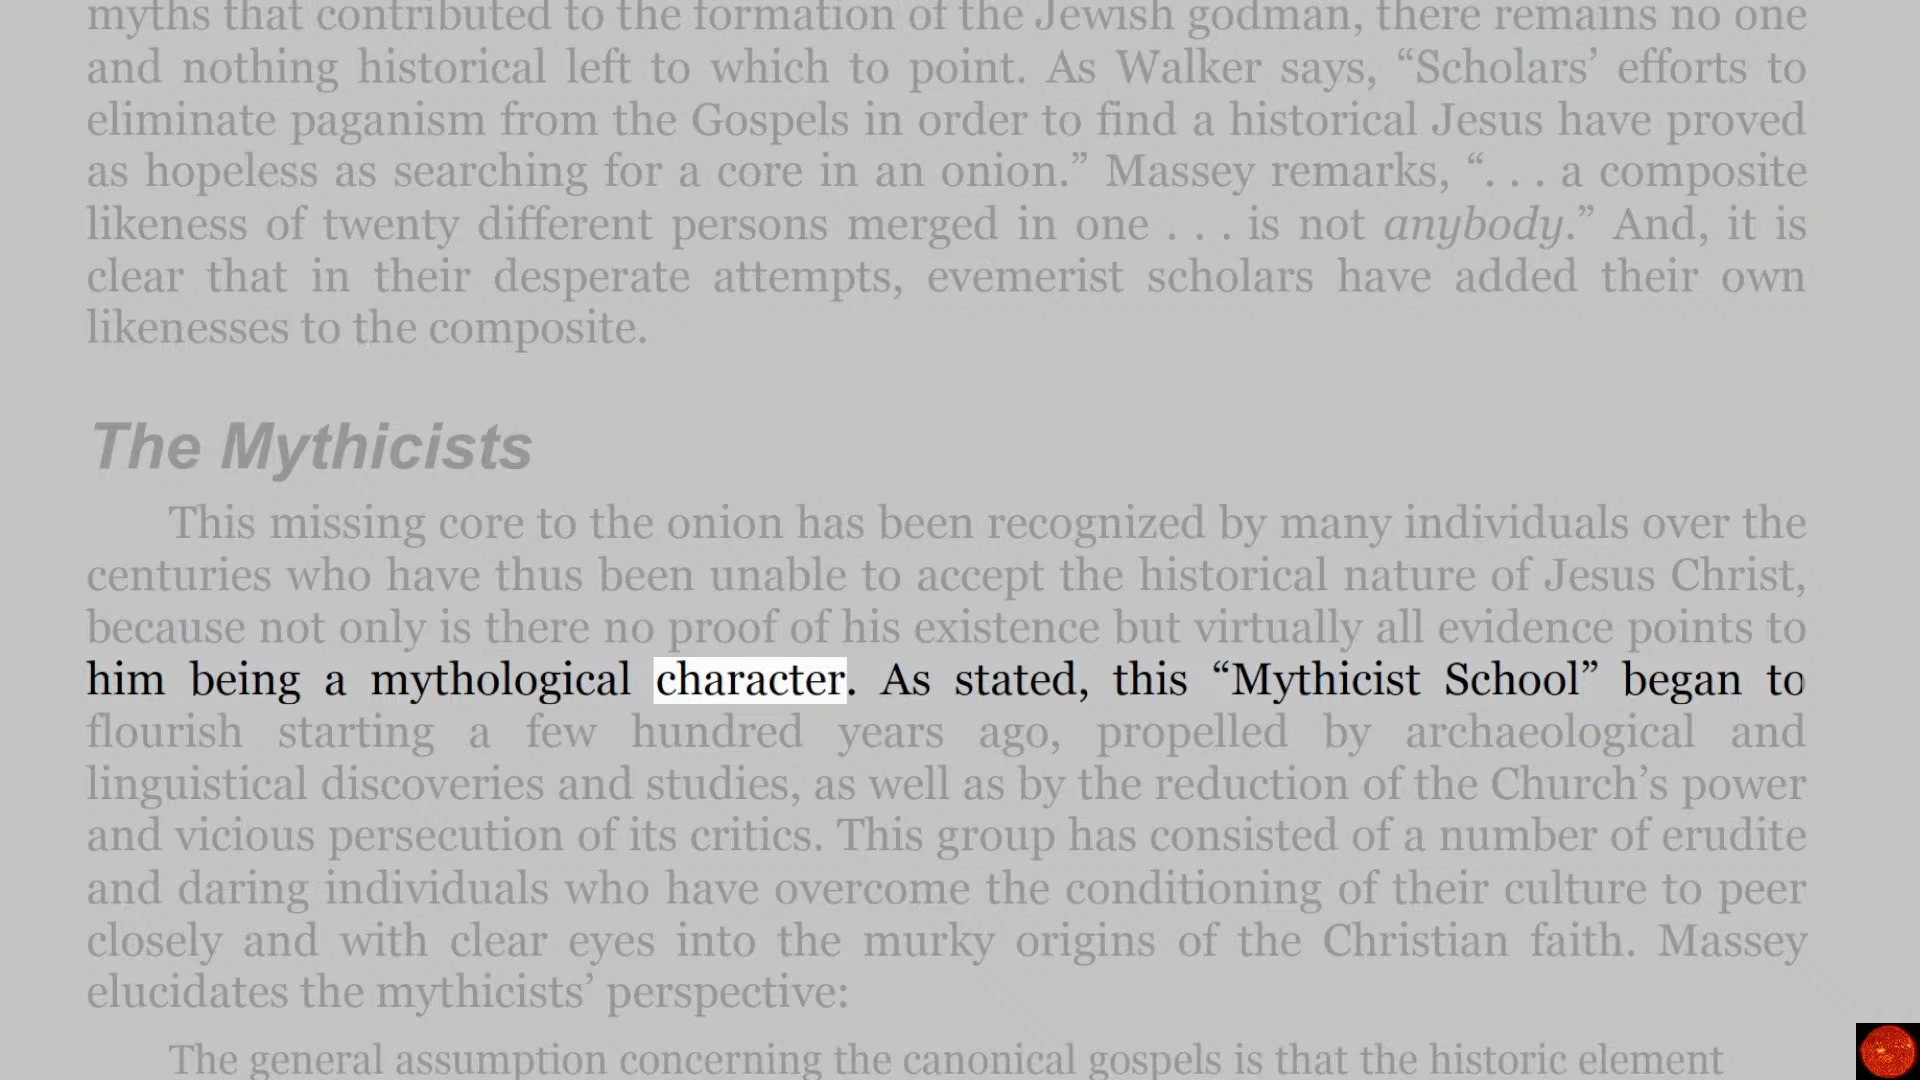 myths that contributed to the formation of the Jewish godman, there remains no one
and nothing historical left to which to point. As Walker says, “Scholars’ efforts to
eliminate paganism from the Gospels in order to find a historical Jesus have proved
as hopeless as searching for a core in an onion.” Massey remarks, “. . . a composite
likeness of twenty different persons merged in one . . . is not anybody.” And, it is
clear that in their desperate attempts, evemerist scholars have added their own
likenesses to the composite.
The Mythicists
This missing core to the onion has been recognized by many individuals over the
centuries who have thus been unable to accept the historical nature of Jesus Christ,
because not only is there no proof of his existence but virtually all evidence points to
him being a mythological character. As stated, this “Mythicist School” began to
flourish starting a few hundred years ago, propelled by archaeological and
linguistical discoveries and studies, as well as by the reduction of the Church’s power
and vicious persecution of its critics. This group has consisted of a number of erudite
and daring individuals who have overcome the conditioning of their culture to peer
closely and with clear eyes into the murky origins of the Christian faith. Massey
elucidates the mythicists’ perspective:
The general assumption concerning the canonical gospels is that the historic element